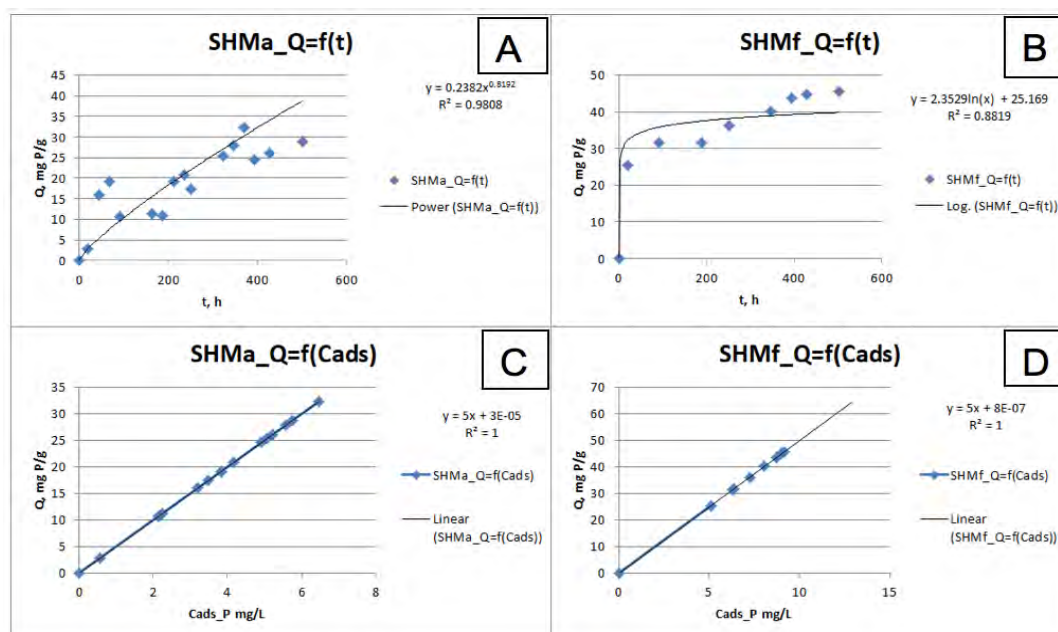 SHMa_Q=f(t)
A
45
40
35
30
25
20
15
10
5
0
Q, mg P/g
0 200 400 600
t, h
y = 0.2382x^0.8192
R² = 0.9808
SHMa_Q=f(t)
Power (SHMa_Q=f(t))
SHMf_Q=f(t)
B
50
40
30
20
10
0
Q, mg P/g
0 200 400 600
t, h
y = 2.3529ln(x) + 25.169
R² = 0.8819
SHMf_Q=f(t)
Log. (SHMf_Q=f(t))
SHMa_Q=f(Cads)
C
35
30
25
20
15
10
5
0
Q, mg P/g
0 2 4 6 8
Cads_P mg/L
y = 5x + 3E-05
R² = 1
SHMa_Q=f(Cads)
Linear
(SHMa_Q=f(Cads))
SHMf_Q=f(Cads)
D
70
60
50
40
30
20
10
0
Q, mg P/g
0 5 10 15
Cads_P mg/L
y = 5x + 8E-07
R² = 1
SHMf_Q=f(Cads)
Linear
(SHMf_Q=f(Cads))